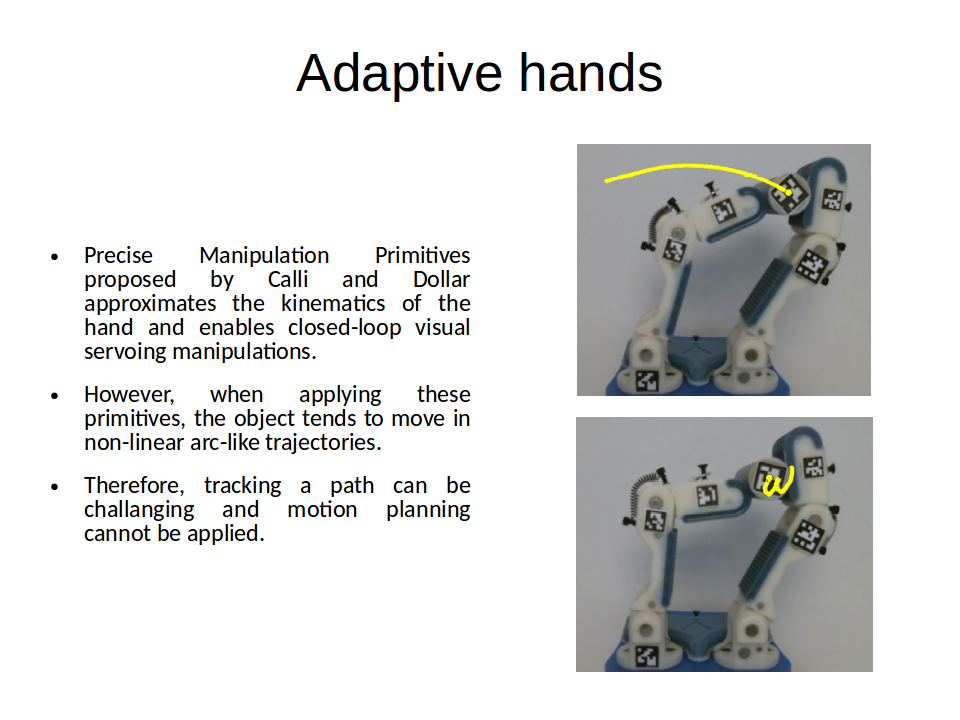 Adaptive hands
• Precise Manipulation Primitives
proposed by Calli and Dollar
approximates the kinematics of the
hand and enables closed-loop visual
servoing manipulations.
• However, when applying these
primitives, the object tends to move in
non-linear arc-like trajectories.
• Therefore, tracking a path can be
challanging and motion planning
cannot be applied.